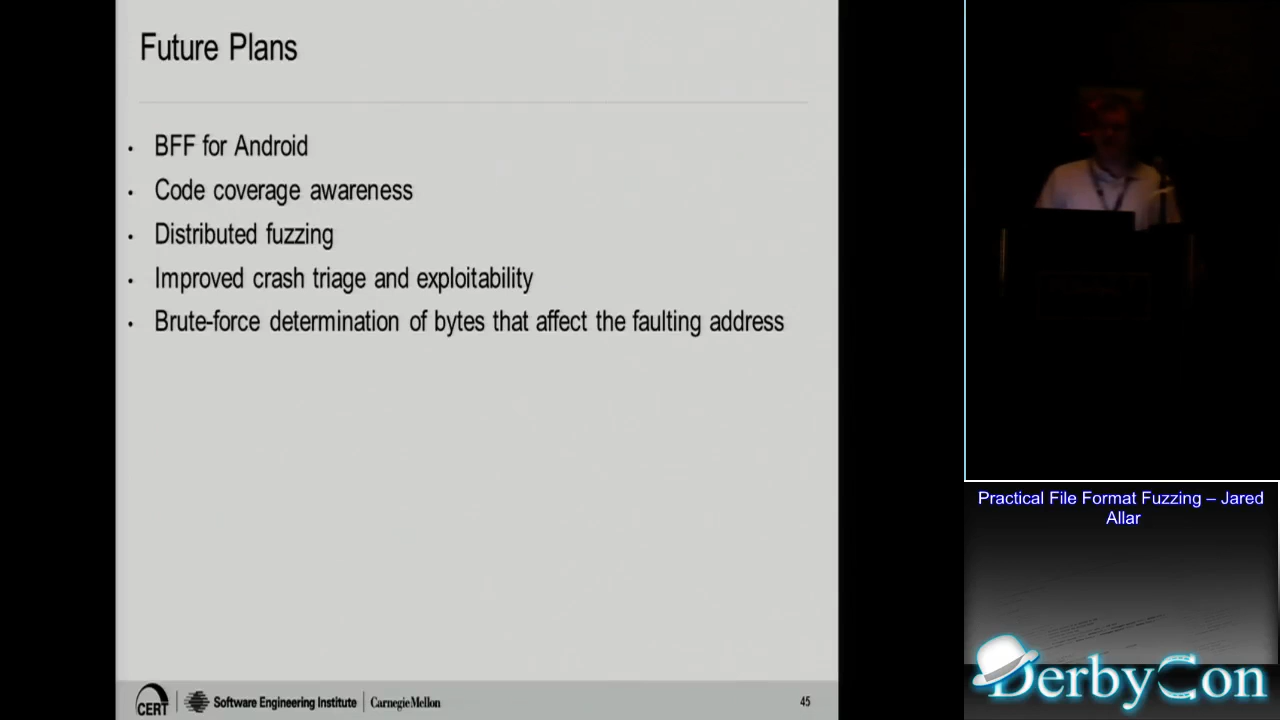 Future Plans
• BFF for Android
• Code coverage awareness
• Distributed fuzzing
• Improved crash triage and exploitability
• Brute-force determination of bytes that affect the faulting address
CERT | Software Engineering Institute | Carnegie Mellon
45
Practical File Format Fuzzing – Jared
Allar
DerbyCon